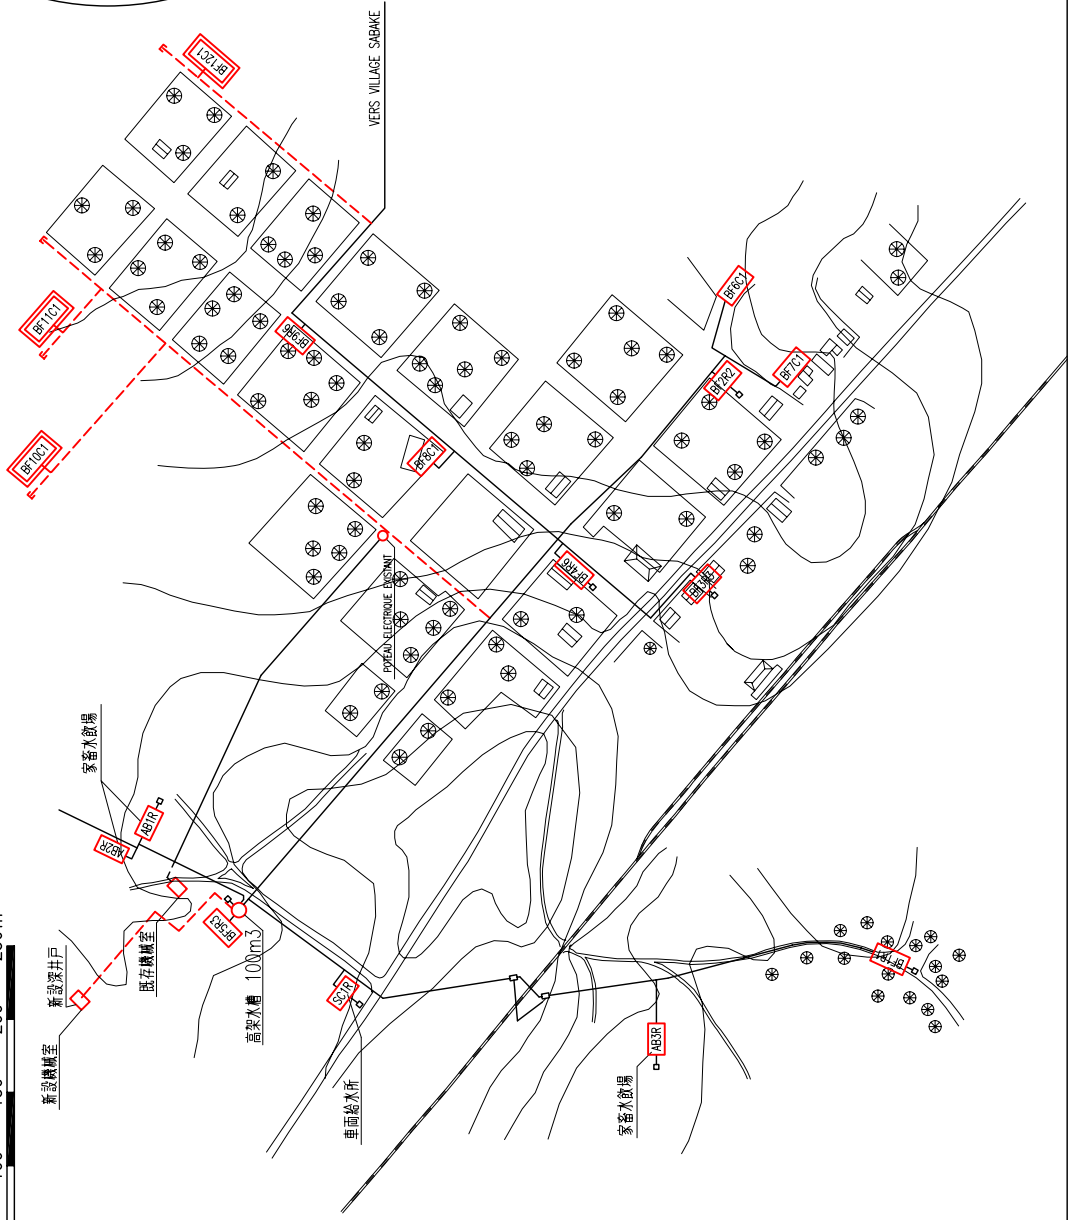 BF12C1
VERS VILLAGE SABAKE
BF11C1
BF9R6
BF6C1
BF7C1
BF2R2
BF10C1
BF8C1
BF4R6
POTEAU ELECTRIQUE EXISTANT
家畜水飲場
AB1R
AB2R
BF5R3
高架水槽 100m3
既存機械室
新設深井戸
新設機械室
SC1R
車両給水所
AB3R
家畜水飲場